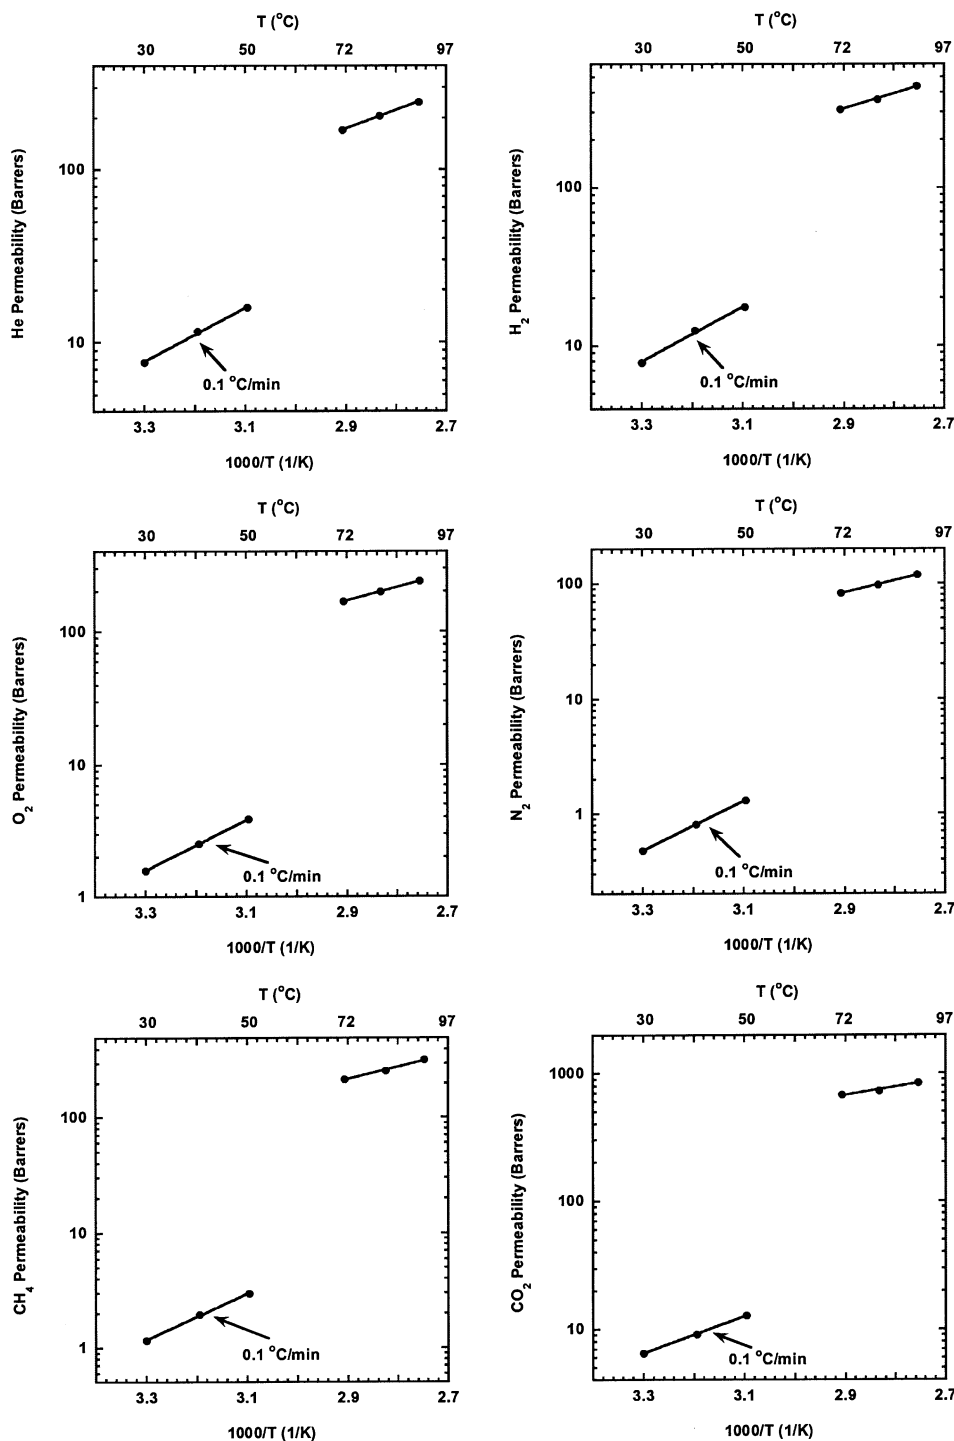 T (°C)
30 50 72 97
He Permeability (Barrers)
100
10
0.1 °C/min
3.3 3.1 2.9 2.7
1000/T (1/K)
T (°C)
30 50 72 97
H₂ Permeability (Barrers)
100
10
0.1 °C/min
3.3 3.1 2.9 2.7
1000/T (1/K)
T (°C)
30 50 72 97
O₂ Permeability (Barrers)
100
10
1
0.1 °C/min
3.3 3.1 2.9 2.7
1000/T (1/K)
T (°C)
30 50 72 97
N₂ Permeability (Barrers)
100
10
1
0.1 °C/min
3.3 3.1 2.9 2.7
1000/T (1/K)
T (°C)
30 50 72 97
CH₄ Permeability (Barrers)
100
10
1
0.1 °C/min
3.3 3.1 2.9 2.7
1000/T (1/K)
T (°C)
30 50 72 97
CO₂ Permeability (Barrers)
1000
100
10
0.1 °C/min
3.3 3.1 2.9 2.7
1000/T (1/K)